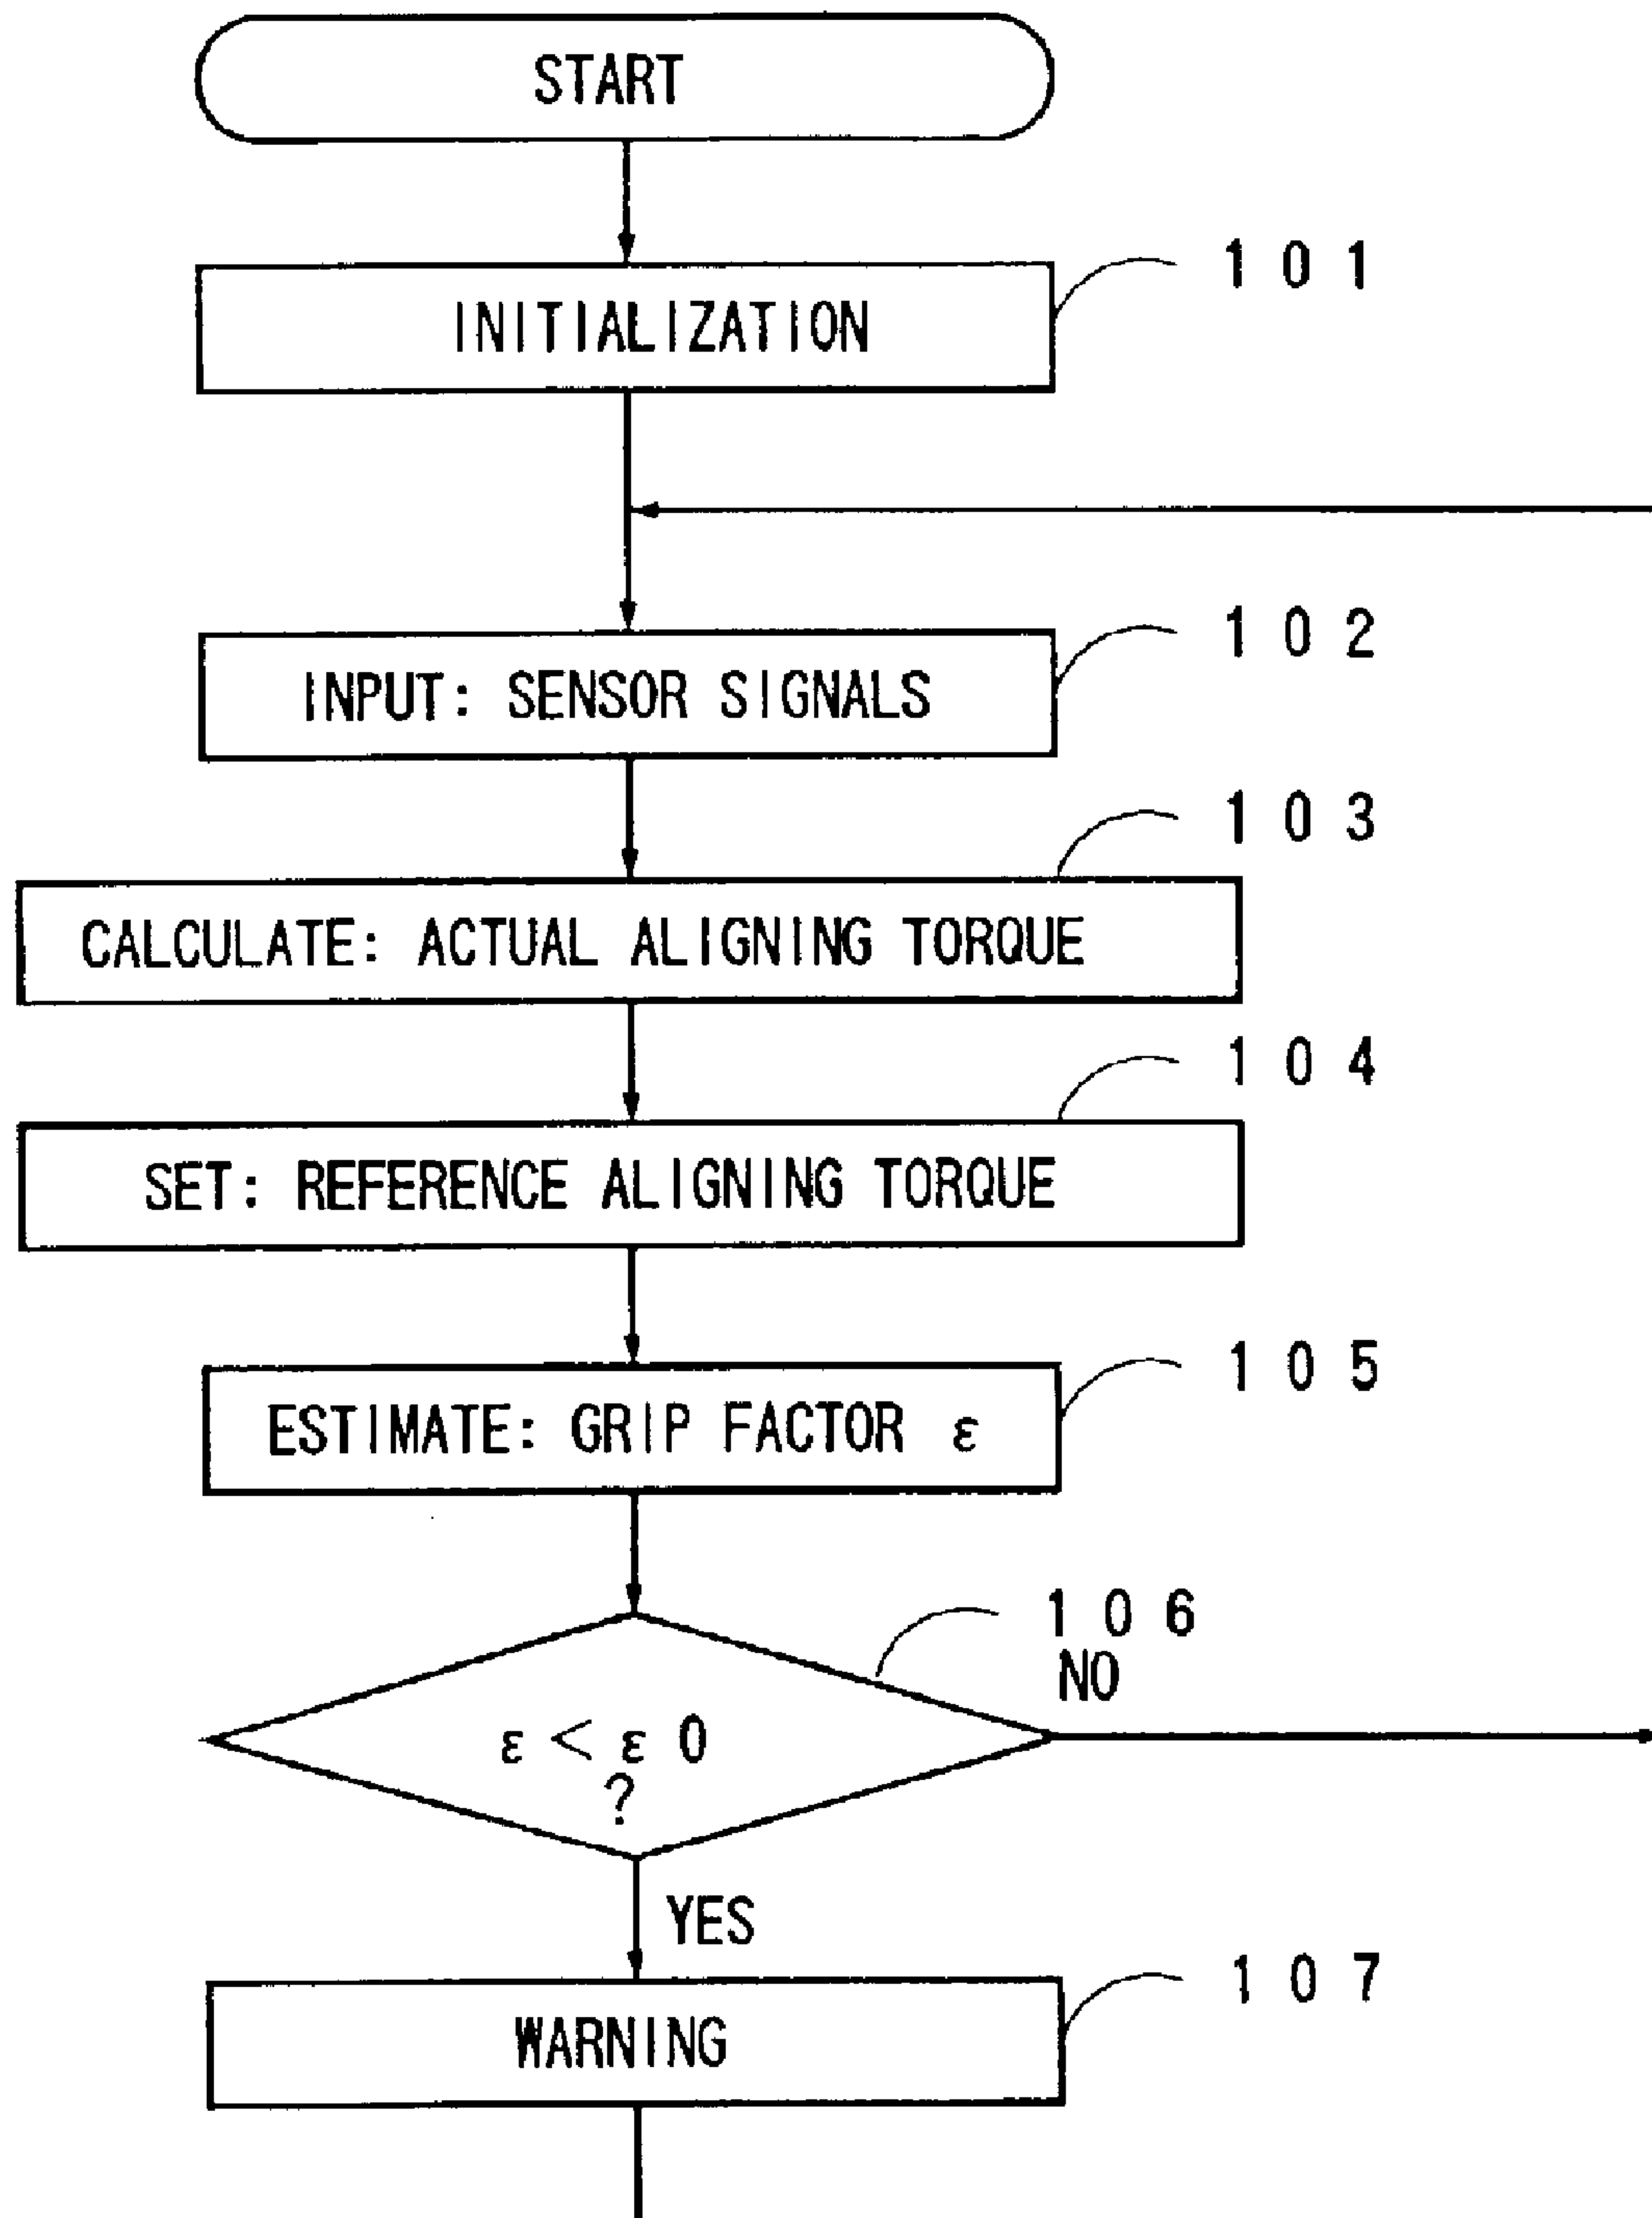 START
INITIALIZATION
101
INPUT: SENSOR SIGNALS
102
CALCULATE: ACTUAL ALIGNING TORQUE
103
SET: REFERENCE ALIGNING TORQUE
104
ESTIMATE: GRIP FACTOR ε
105
ε < ε 0
?
106
NO
YES
WARNING
107